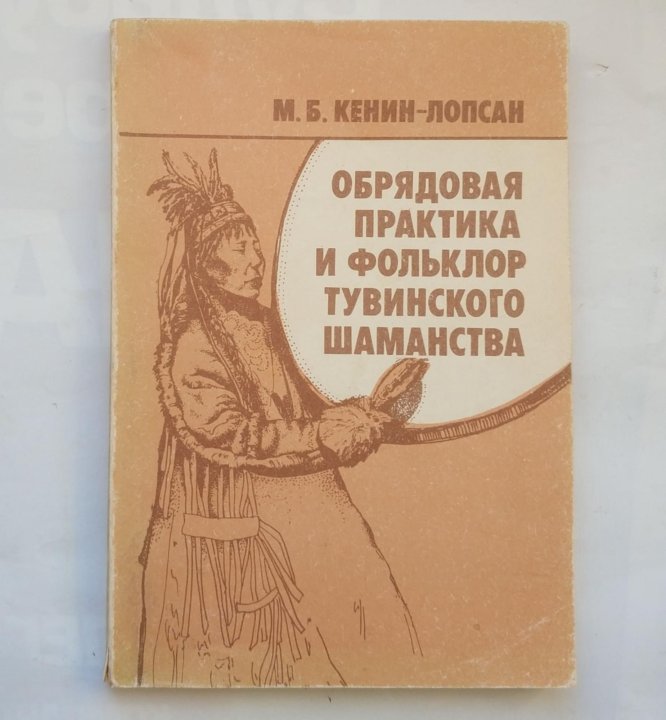 М. Б. КЕНИН-ЛОПСАН
ОБРЯДОВАЯ
ПРАКТИКА
И ФОЛЬКЛОР
ТУВИНСКОГО
ШАМАНСТВА